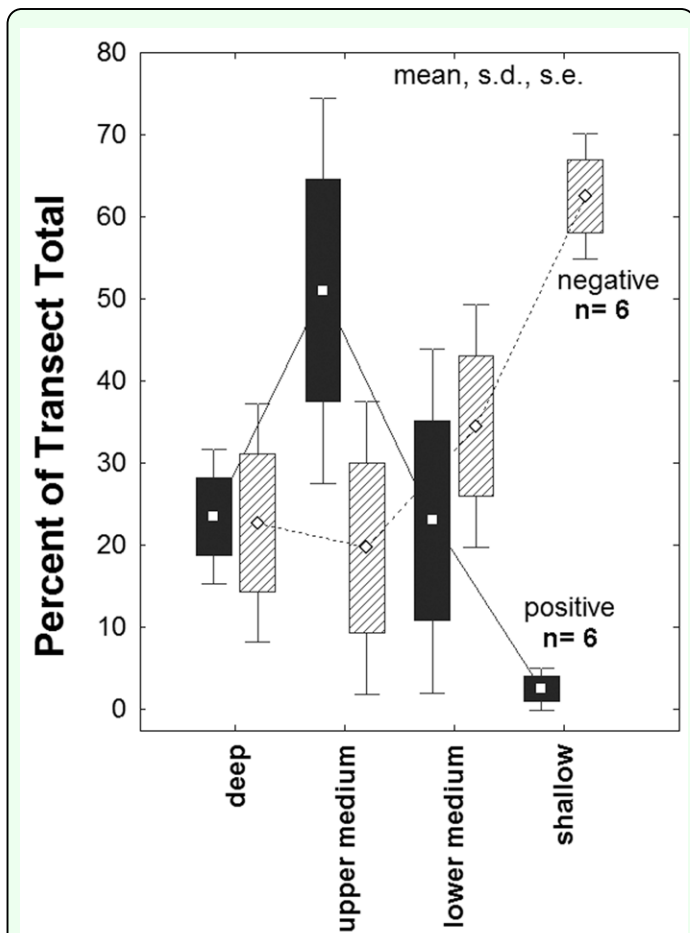 80
mean, s.d., s.e.
70
60
50
40
30
20
10
0
Percent of Transect Total
negative
n= 6
positive
n= 6
deep
upper medium
lower medium
shallow